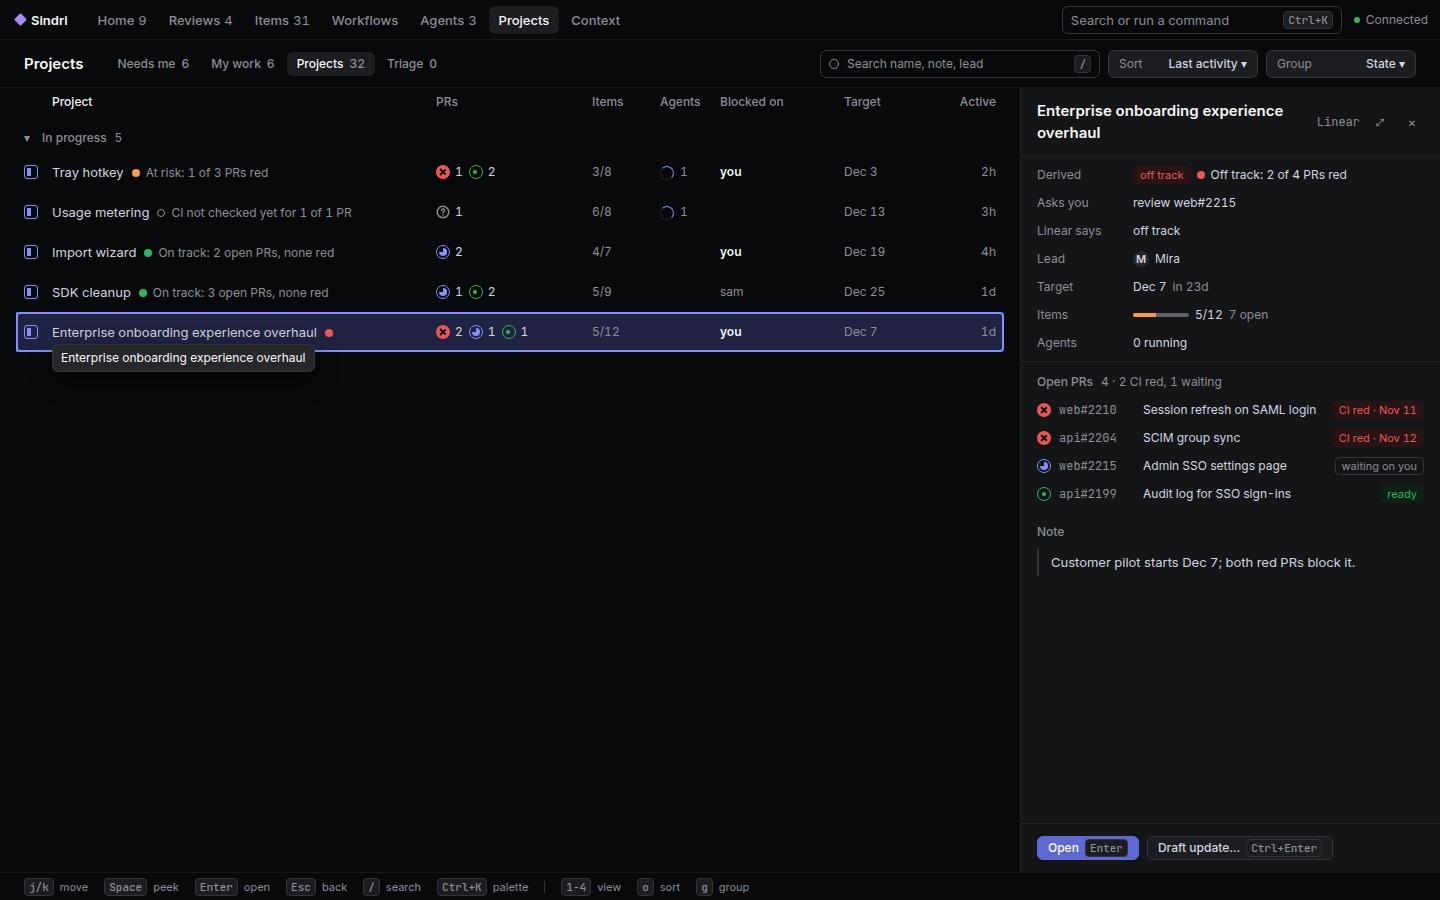 Sindri Home 9 Reviews 4 Items 31 Workflows Agents 3 Projects Context Search or run a command Ctrl+K Connected
Projects Needs me 6 My work 6 Projects 32 Triage 0 Search name, note, lead / Sort Last activity ▾ Group State ▾
Project PRs Items Agents Blocked on Target Active
▾ In progress 5
Tray hotkey At risk: 1 of 3 PRs red 1 2 3/8 1 you Dec 3 2h
Usage metering CI not checked yet for 1 of 1 PR 1 6/8 1 Dec 13 3h
Import wizard On track: 2 open PRs, none red 2 4/7 you Dec 19 4h
SDK cleanup On track: 3 open PRs, none red 1 2 5/9 sam Dec 25 1d
Enterprise onboarding experience overhaul 2 1 1 5/12 you Dec 7 1d
Enterprise onboarding experience overhaul
Enterprise onboarding experience
overhaul
Linear ⤢ ×
Derived off track Off track: 2 of 4 PRs red
Asks you review web#2215
Linear says off track
Lead M Mira
Target Dec 7 in 23d
Items 5/12 7 open
Agents 0 running
Open PRs 4 · 2 CI red, 1 waiting
web#2210 Session refresh on SAML login CI red · Nov 11
api#2204 SCIM group sync CI red · Nov 12
web#2215 Admin SSO settings page waiting on you
api#2199 Audit log for SSO sign-ins ready
Note
Customer pilot starts Dec 7; both red PRs block it.
Open Enter Draft update... Ctrl+Enter
j/k move Space peek Enter open Esc back / search Ctrl+K palette 1-4 view o sort g group